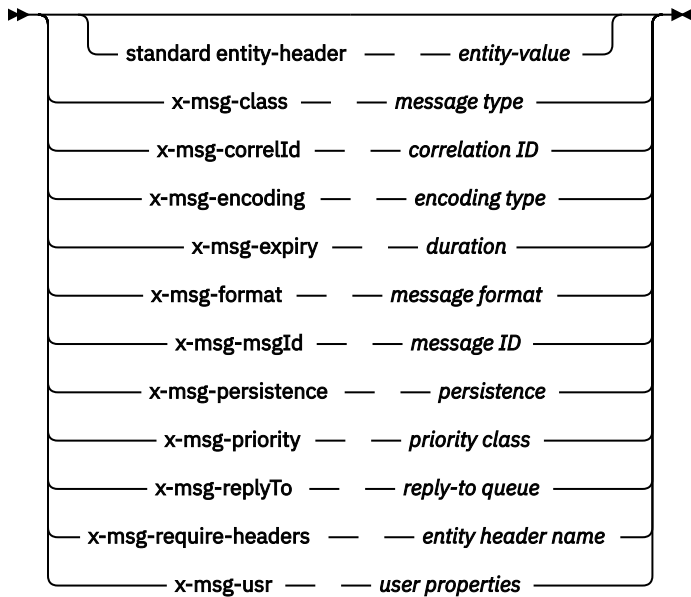 standard entity-header entity-value
x-msg-class message type
x-msg-correlId correlation ID
x-msg-encoding encoding type
x-msg-expiry duration
x-msg-format message format
x-msg-msgId message ID
x-msg-persistence persistence
x-msg-priority priority class
x-msg-replyTo reply-to queue
x-msg-require-headers entity header name
x-msg-usr user properties